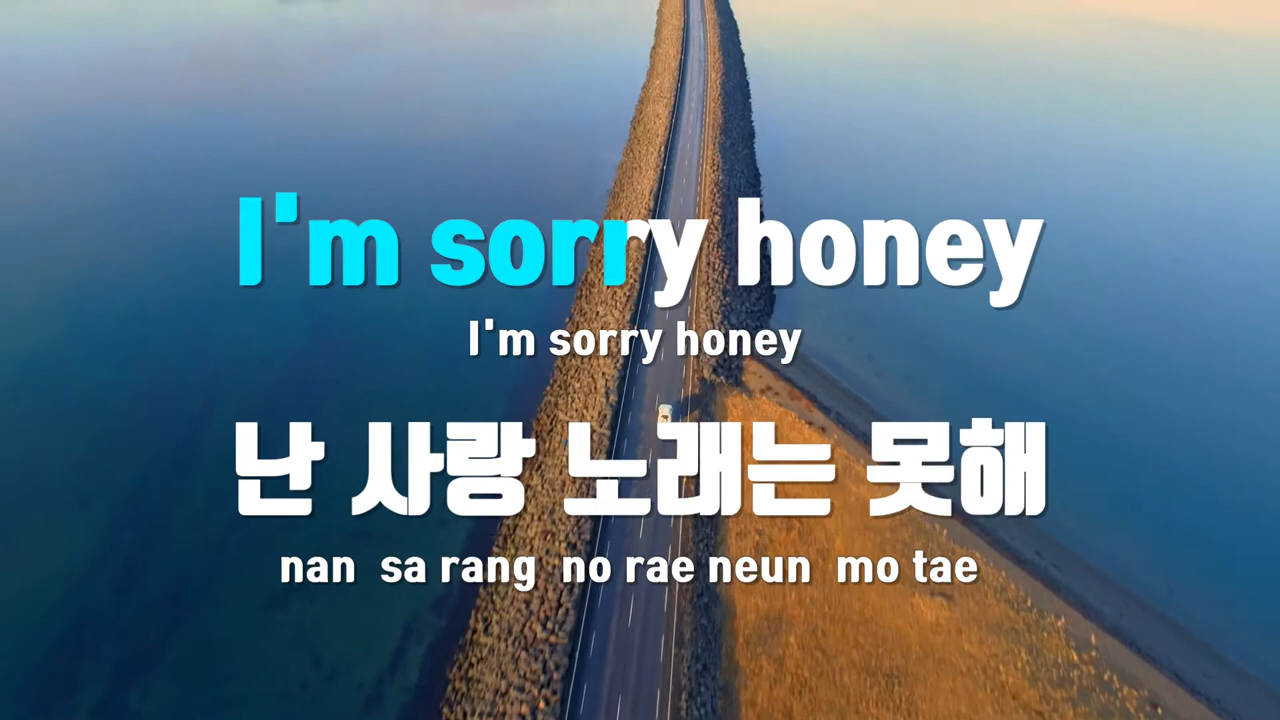 I'm sorry honey
I'm sorry honey
난 사랑 노래는 못해
nan sa rang no rae neun mo tae